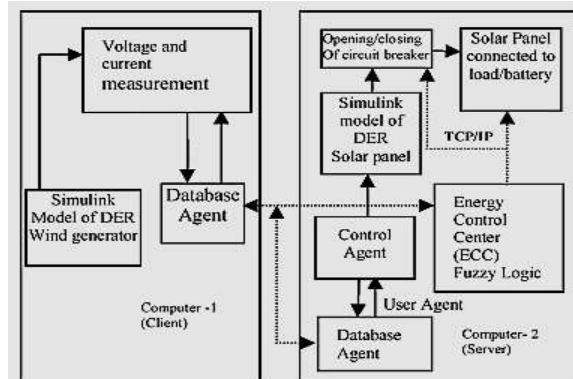 Voltage and
current
measurement
Simulink
Model of DER
Wind generator
Database
Agent
Computer -1
(Client)
Opening/closing
Of circuit breaker
Solar Panel
connected to
load/battery
Simulink
model of
DER
Solar panel
TCP/IP
Control
Agent
Energy
Control
Center
(ECC)
Fuzzy Logic
User Agent
Database
Agent
Computer- 2
(Server)